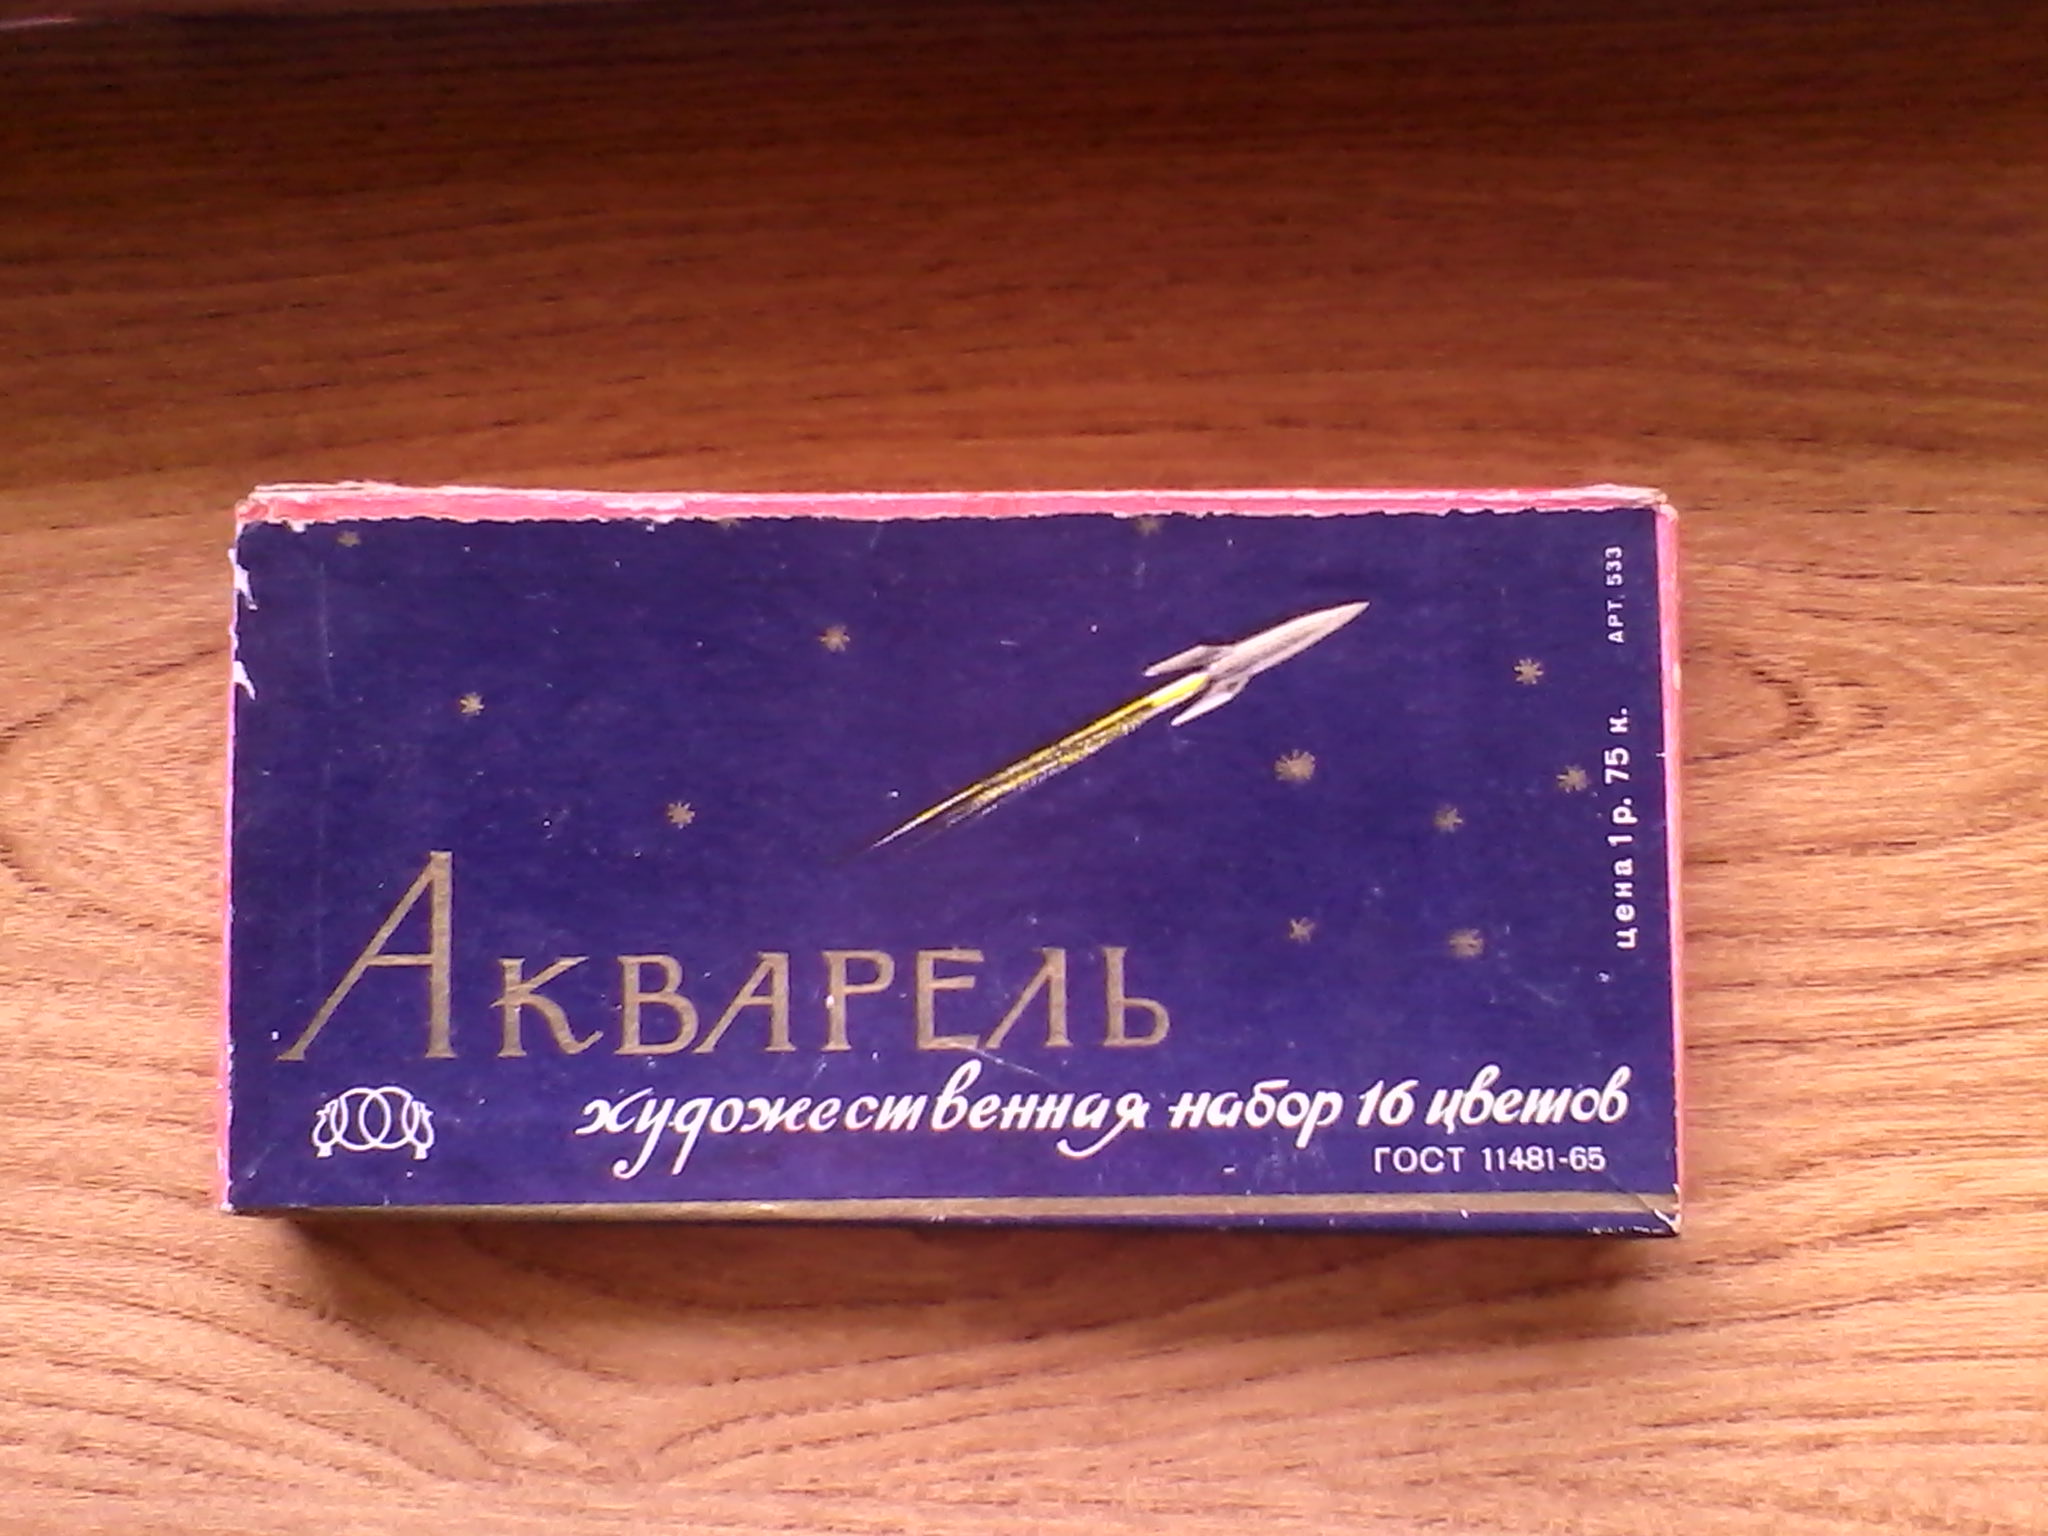 АРТ. 533
цена 1 р. 75 к.
АКВАРЕЛЬ
художественная набор 16 цветов
ГОСТ 11481-65